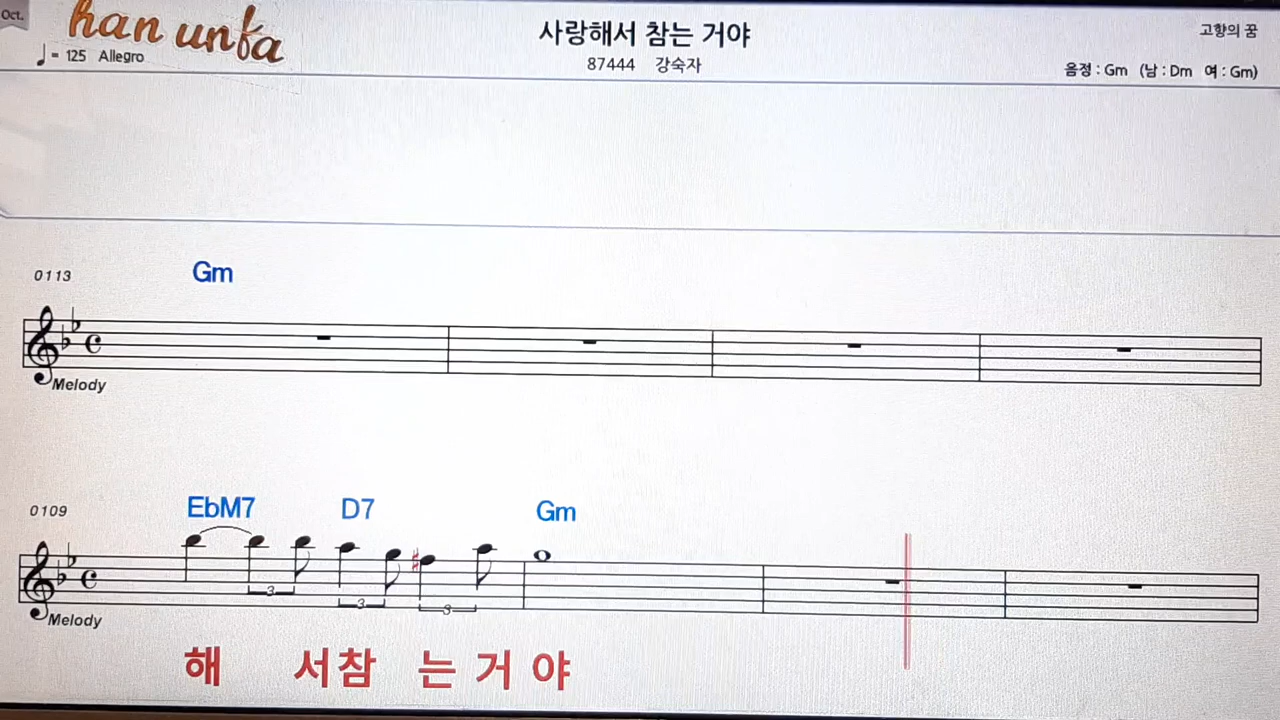 Oct.
han unfa
♩= 125 Allegro
사랑해서 참는 거야
87444 강숙자
고향의 꿈
음정 : Gm (남 : Dm 여 : Gm)
0113
Gm
Melody
0109
EbM7 D7 Gm
3 3 3
Melody
해 서참 는 거 야